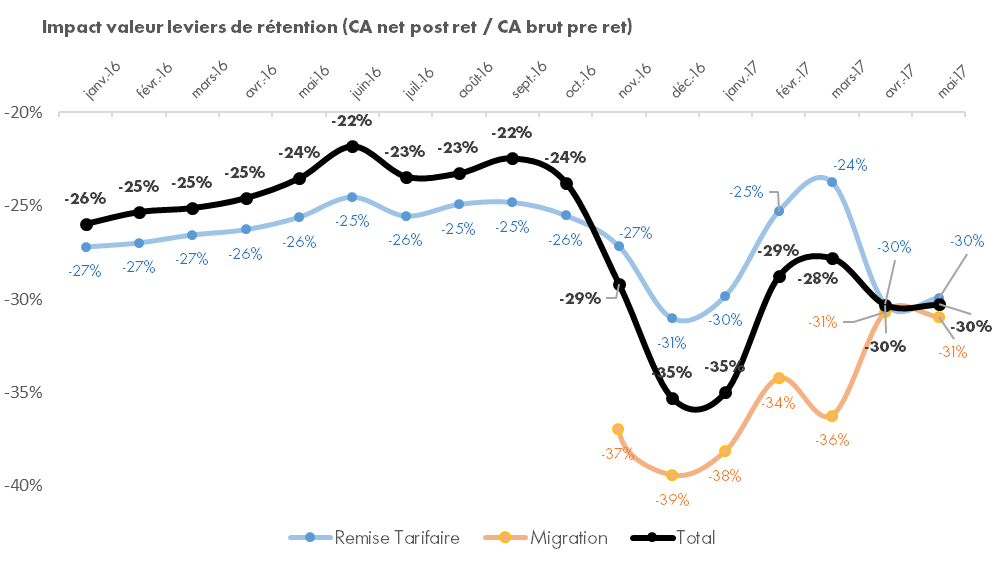 Impact valeur leviers de rétention (CA net post ret / CA brut pre ret)
janv.-16 févr.-16 mars-16 avr.-16 mai-16 juin-16 juil.-16 août-16 sept.-16 oct.-16 nov.-16 déc.-16 janv.-17 févr.-17 mars-17 avr.-17 mai-17
-20%
-25%
-30%
-35%
-40%
-26% -25% -25% -25% -24% -22% -23% -23% -22% -24% -29% -35% -35% -29% -28% -30% -30%
-27% -27% -27% -26% -26% -25% -26% -25% -25% -26% -27% -31% -30% -25% -24% -30% -30%
-37% -39% -38% -34% -36% -31% -31%
Remise Tarifaire Migration Total